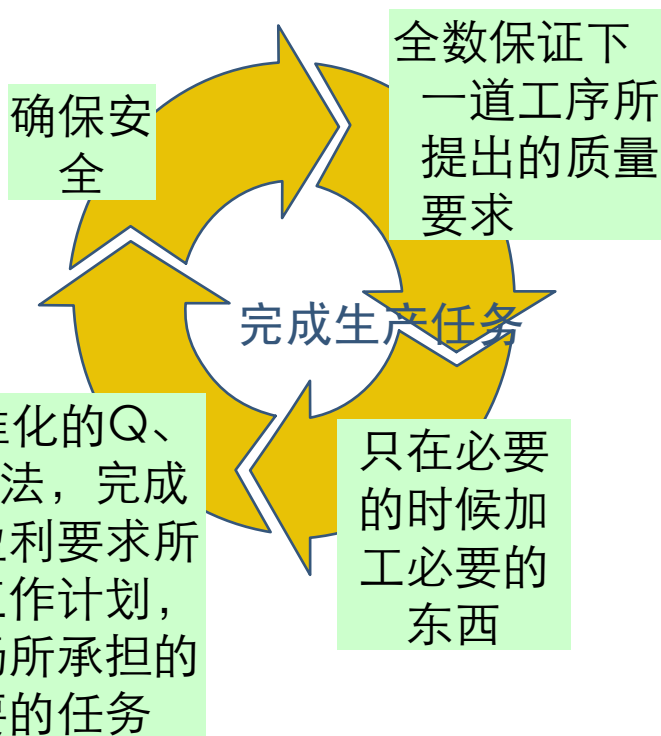 确保安
全
全数保证下
一道工序所
提出的质量
要求
完成生产任务
只在必要
的时候加
工必要的
东西
准化的Q、
法，完成
利要求所
工作计划，
所承担的
要的任务